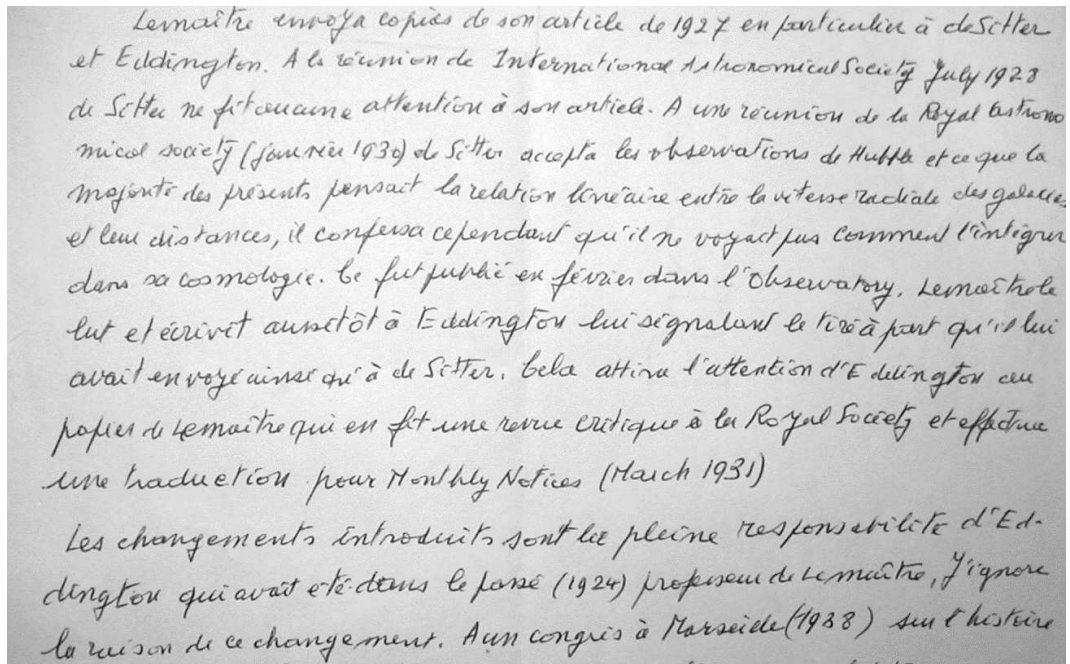 Lemaître envoya copies de son article de 1927 en particulier à deSitter
et Eddington. A la réunion de International Astronomical Society July 1928
de Sitter ne fit aucune attention à son article. A une réunion de la Royal Astrono
mical society (janvier 1930) de Sitter accepta les observations de Hubble et ce que la
majorité des présents pensait la relation linéaire entre la vitesse radiale des galaxies
et leur distances, il confessa cependant qu'il ne voyait pas comment l'intégrer
dans sa cosmologie. Ce fut publié en février dans l'Observatory. Lemaître le
lut et écrivit aussitôt à Eddington lui signalant le tiré à part qu'il lui
avait envoyé ainsi qu'à de Sitter. Cela attira l'attention d'Eddington au
papier de Lemaître qui en fit une revue critique à la Royal Society et effectua
une traduction pour Monthly Notices (March 1931)
Les changements introduits sont la pleine responsabilité d'Ed-
dington qui avait été dans le passé (1924) professeur de Lemaître, J'ignore
la raison de ce changement. A un congrès à Marseille (1988) sur l'histoire